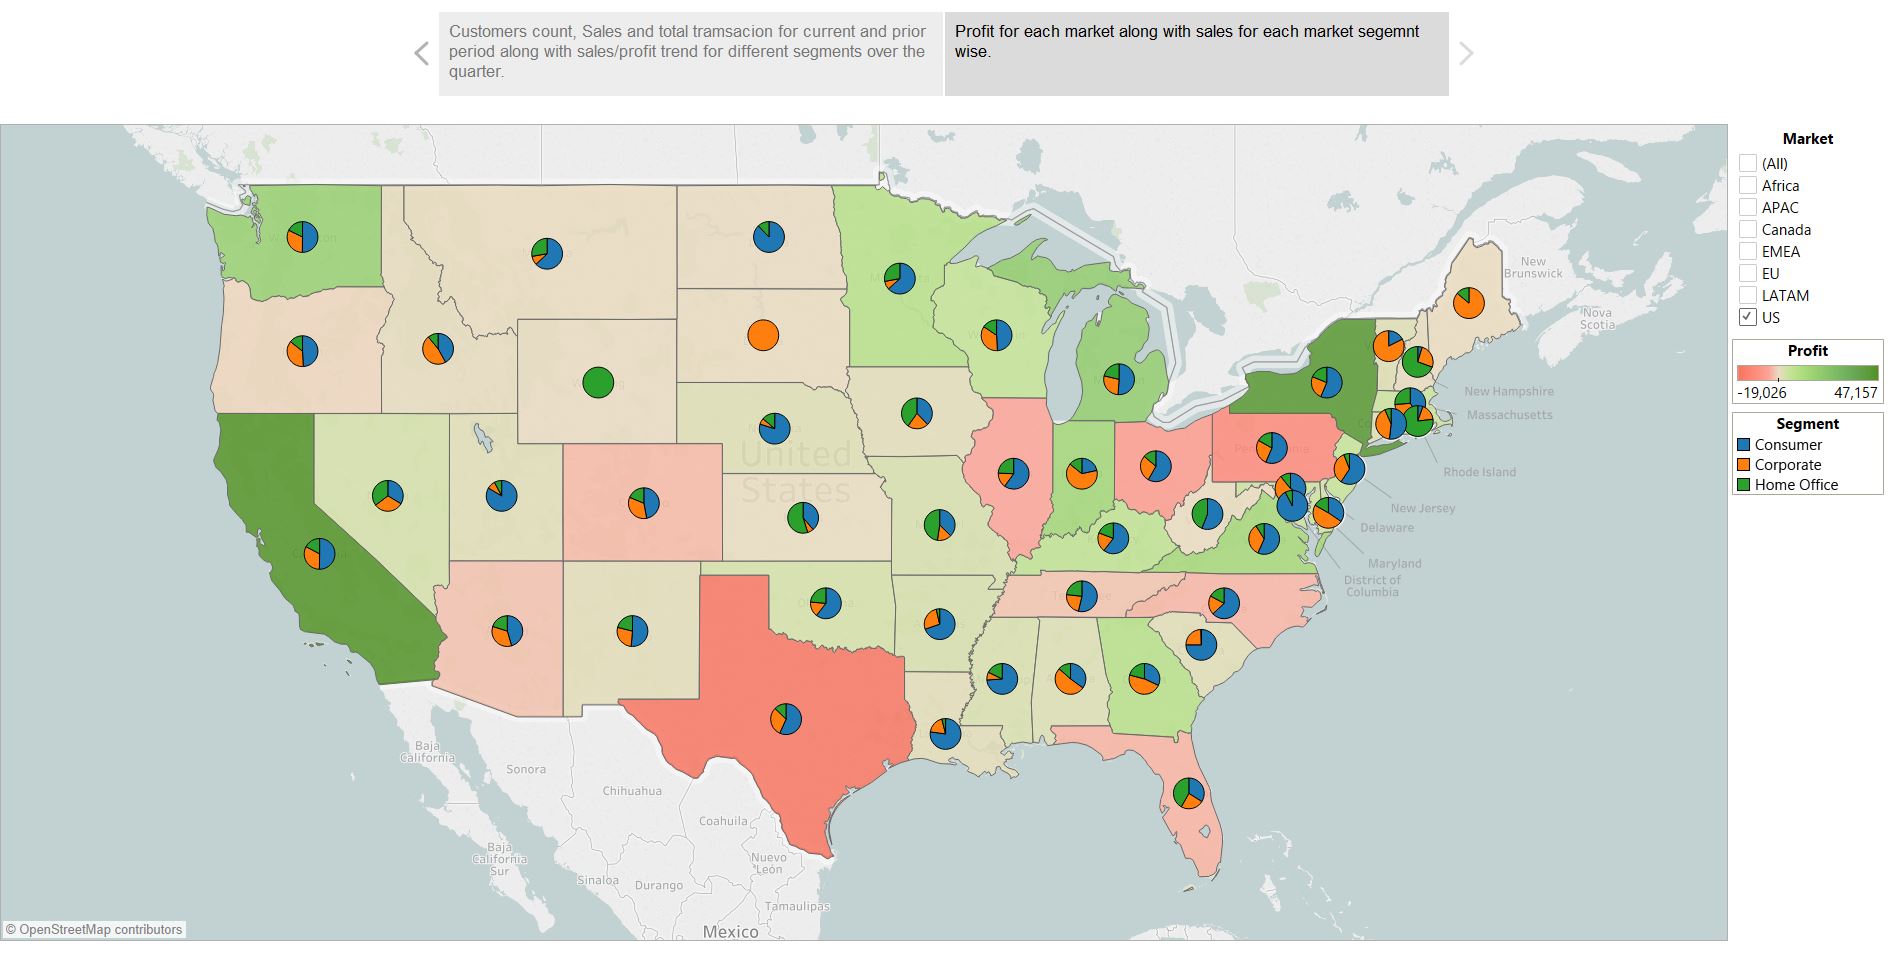 Customers count, Sales and total tramsacion for current and prior
period along with sales/profit trend for different segments over the
quarter.
Profit for each market along with sales for each market segemnt
wise.
Market
(All)
Africa
APAC
Canada
EMEA
EU
LATAM
US
Profit
-19,026 47,157
Segment
Consumer
Corporate
Home Office
New
Brunswick
Nova
Scotia
New Hampshire
Massachusetts
Rhode Island
New Jersey
Delaware
Maryland
District of
Columbia
United
States
Baja
California
Sonora
Chihuahua
Coahuila
Baja
California
Sur
Nuevo
León
Sinaloa
Durango
Tamaulipas
Mexico
© OpenStreetMap contributors